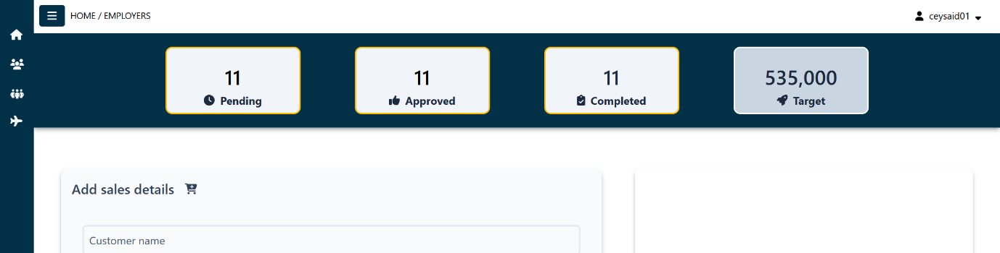 HOME / EMPLOYERS
ceysaid01
11
Pending
11
Approved
11
Completed
535,000
Target
Add sales details
Customer name